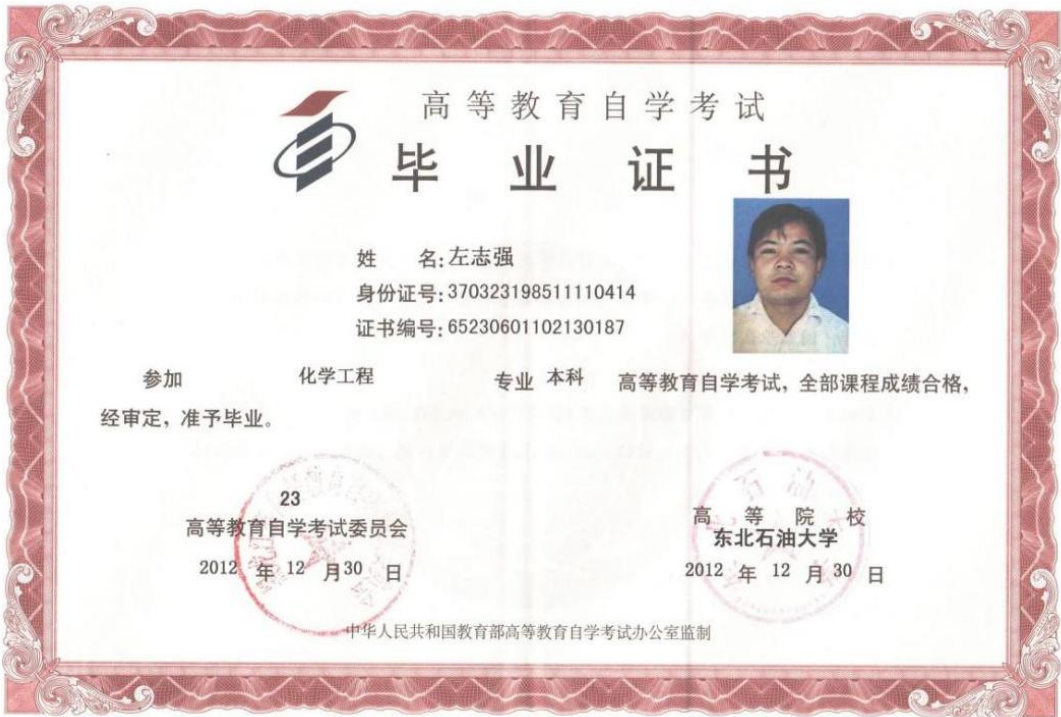 高等教育自学考试
毕业证书
姓 名:左志强
身份证号:370323198511110414
证书编号:65230601102130187
参加 化学工程 专业 本科 高等教育自学考试，全部课程成绩合格，
经审定，准予毕业。
23
高等教育自学考试委员会
2012 年 12 月 30 日
高等院校
东北石油大学
2012 年 12 月 30 日
中华人民共和国教育部高等教育自学考试办公室监制